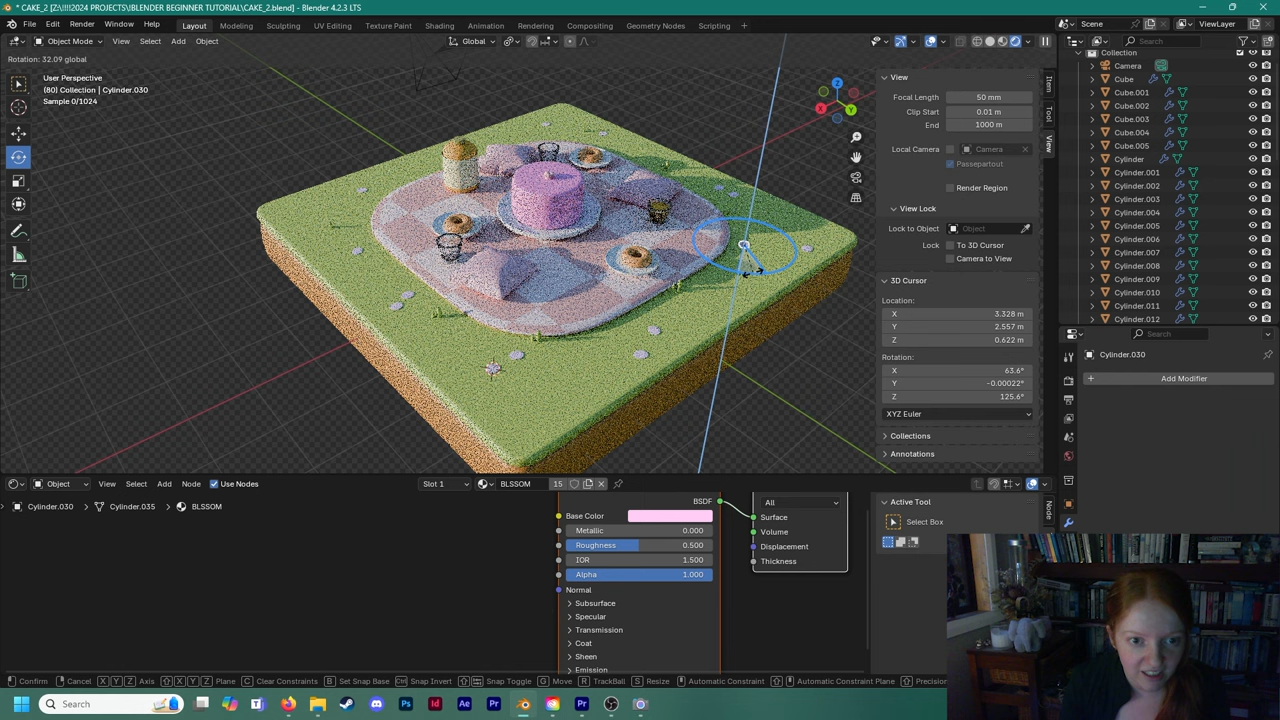 * CAKE_2 [Z:\!!!!2024 PROJECTS\BLENDER BEGINNER TUTORIAL\CAKE_2.blend] - Blender 4.2.3 LTS
File Edit Render Window Help Layout Modeling Sculpting UV Editing Texture Paint Shading Animation Rendering Compositing Geometry Nodes Scripting + Scene ViewLayer
Object Mode View Select Add Object Global Search
Rotation: 32.09 global
User Perspective
(80) Collection | Cylinder.030
Sample 0/1024
Z
X
Y
View
Focal Length 50 mm
Clip Start 0.01 m
End 1000 m
Local Camera Camera
Passepartout
Render Region
View Lock
Lock to Object Object
Lock To 3D Cursor
Camera to View
3D Cursor
Location:
X 3.328 m
Y 2.557 m
Z 0.622 m
Rotation:
X 63.6°
Y -0.00022°
Z 125.6°
XYZ Euler
Collections
Annotations
Item
Tool
View
Collection
Camera
Cube
Cube.001
Cube.002
Cube.003
Cube.004
Cube.005
Cylinder
Cylinder.001
Cylinder.002
Cylinder.003
Cylinder.004
Cylinder.005
Cylinder.006
Cylinder.007
Cylinder.008
Cylinder.009
Cylinder.010
Cylinder.011
Cylinder.012
Search
Cylinder.030
Add Modifier
Object View Select Add Node Use Nodes Slot 1 BLSSOM 15
Cylinder.030 > Cylinder.035 > BLSSOM
BSDF
Base Color
Metallic 0.000
Roughness 0.500
IOR 1.500
Alpha 1.000
Normal
Subsurface
Specular
Transmission
Coat
Sheen
Emission
All
Surface
Volume
Displacement
Thickness
Active Tool
Select Box
Node
Confirm Cancel X Y Z Axis X Y Z Plane C Clear Constraints B Set Snap Base Ctrl Snap Invert Snap Toggle G Move R TrackBall S Resize Automatic Constraint Automatic Constraint Plane Precision
Search